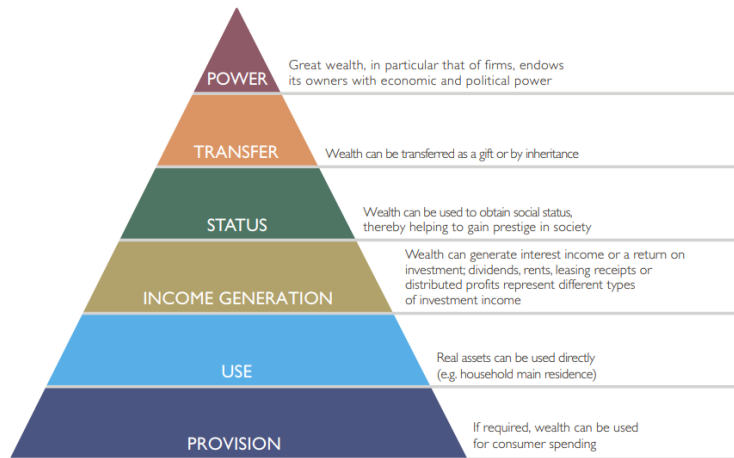 POWER
Great wealth, in particular that of firms, endows
its owners with economic and political power
TRANSFER
Wealth can be transferred as a gift or by inheritance
STATUS
Wealth can be used to obtain social status,
thereby helping to gain prestige in society
INCOME GENERATION
Wealth can generate interest income or a return on
investment; dividends, rents, leasing receipts or
distributed profits represent different types
of investment income
USE
Real assets can be used directly
(e.g. household main residence)
PROVISION
If required, wealth can be used
for consumer spending